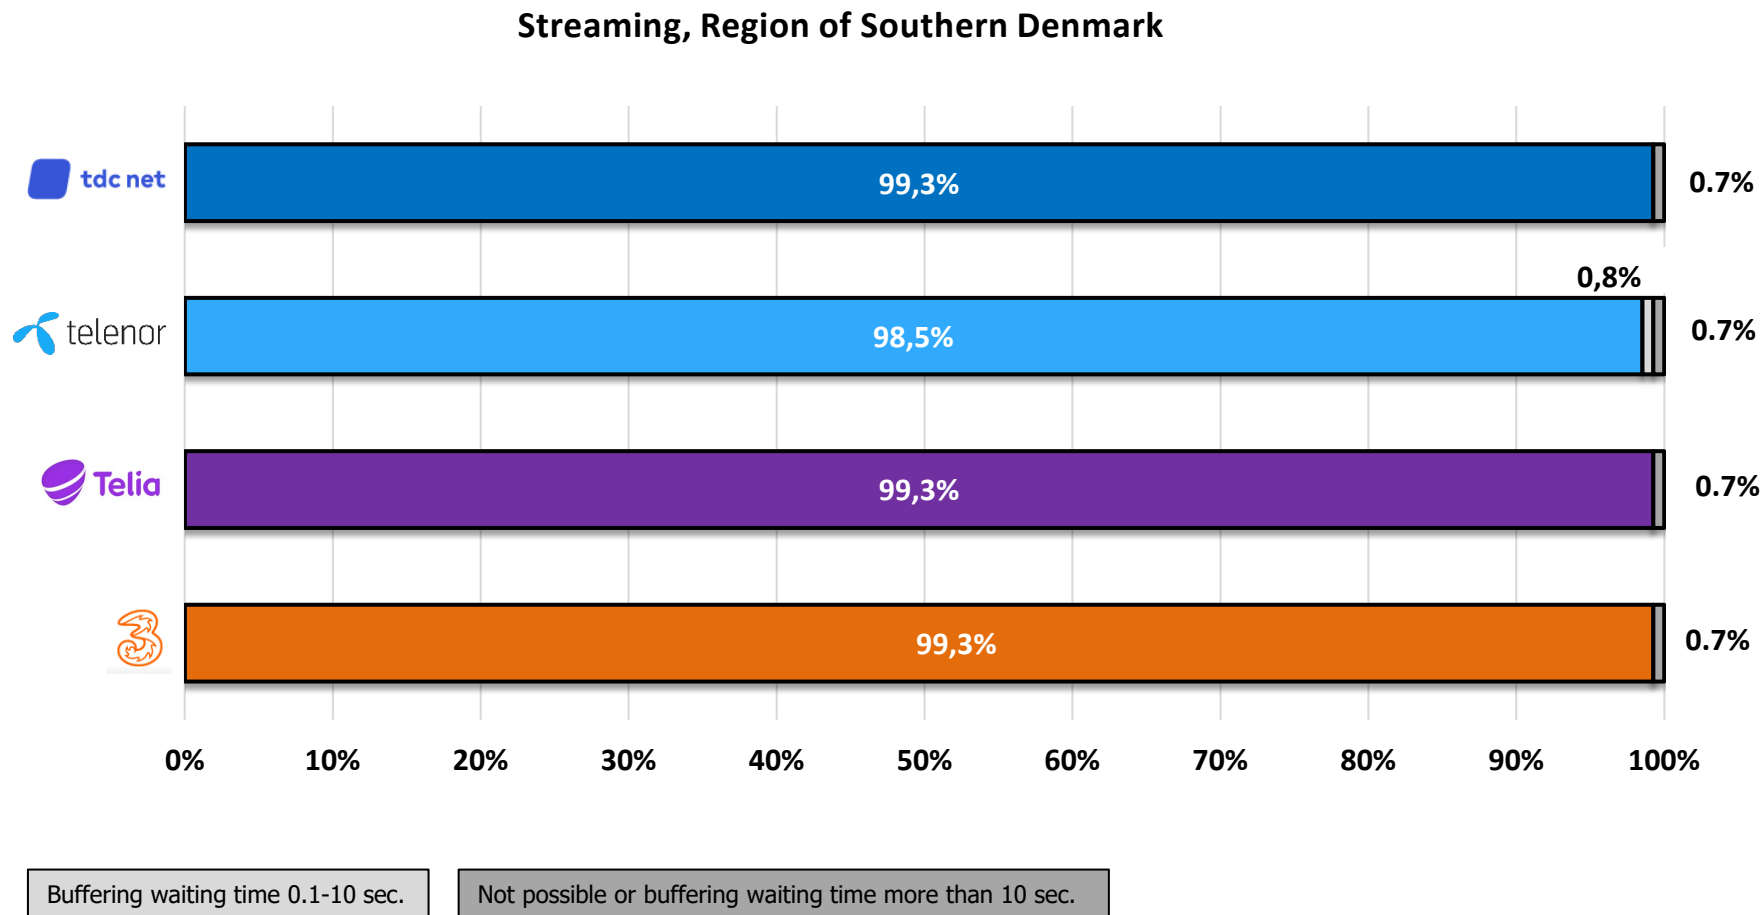 Streaming, Region of Southern Denmark
tdc net
99,3%
0.7%
0,8%
telenor
98,5%
0.7%
Telia
99,3%
0.7%
3
99,3%
0.7%
0% 10% 20% 30% 40% 50% 60% 70% 80% 90% 100%
Buffering waiting time 0.1-10 sec.
Not possible or buffering waiting time more than 10 sec.